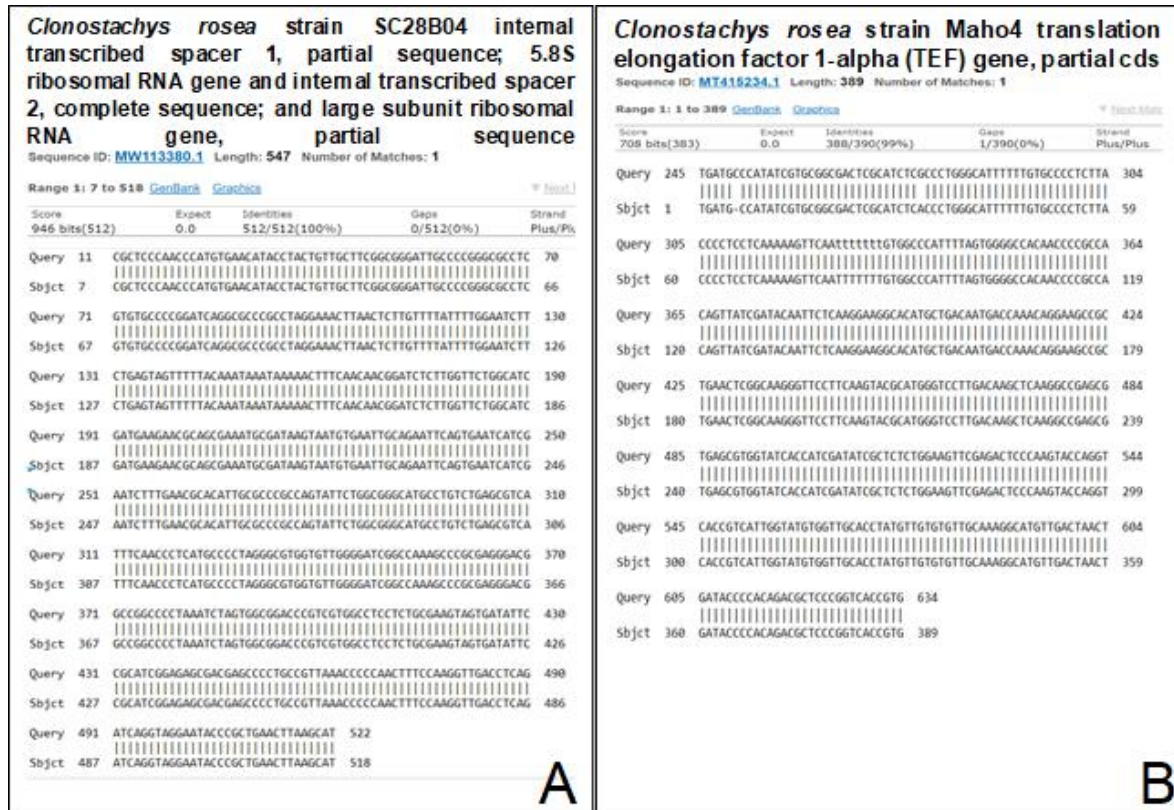 Clonostachys rosea strain SC28B04 internal
transcribed spacer 1, partial sequence; 5.8S
ribosomal RNA gene and internal transcribed spacer
2, complete sequence; and large subunit ribosomal
RNA gene, partial sequence
Sequence ID: MW113380.1 Length: 547 Number of Matches: 1
Range 1: 7 to 518 GenBank Graphics ▼ Next
Score Expect Identities Gaps Strand
946 bits(512) 0.0 512/512(100%) 0/512(0%) Plus/Plu
Query 11 CGCTCCCAACCCATGTGAACATACCTACTGTTGCTTCGGCGGGATTGCCCCGGGCGCCTC 70
Sbjct 7 CGCTCCCAACCCATGTGAACATACCTACTGTTGCTTCGGCGGGATTGCCCCGGGCGCCTC 66
Query 71 GTGTGCCCCGGATCAGGCGCCCGCCTAGGAAACTTAACTCTTGTTTTATTTTGGAATCTT 130
Sbjct 67 GTGTGCCCCGGATCAGGCGCCCGCCTAGGAAACTTAACTCTTGTTTTATTTTGGAATCTT 126
Query 131 CTGAGTAGTTTTTACAAATAAATAAAAACTTTCAACAACGGATCTCTTGGTTCTGGCATC 190
Sbjct 127 CTGAGTAGTTTTTACAAATAAATAAAAACTTTCAACAACGGATCTCTTGGTTCTGGCATC 186
Query 191 GATGAAGAACGCAGCGAAATGCGATAAGTAATGTGAATTGCAGAATTCAGTGAATCATCG 250
Sbjct 187 GATGAAGAACGCAGCGAAATGCGATAAGTAATGTGAATTGCAGAATTCAGTGAATCATCG 246
Query 251 AATCTTTGAACGCACATTGCGCCCGCCAGTATTCTGGCGGGCATGCCTGTCTGAGCGTCA 310
Sbjct 247 AATCTTTGAACGCACATTGCGCCCGCCAGTATTCTGGCGGGCATGCCTGTCTGAGCGTCA 306
Query 311 TTTCAACCCTCATGCCCCTAGGGCGTGGTGTTGGGGATCGGCCAAAGCCCGCGAGGGACG 370
Sbjct 307 TTTCAACCCTCATGCCCCTAGGGCGTGGTGTTGGGGATCGGCCAAAGCCCGCGAGGGACG 366
Query 371 GCCGGCCCCTAAATCTAGTGGCGGACCCGTCGTGGCCTCCTCTGCGAAGTAGTGATATTC 430
Sbjct 367 GCCGGCCCCTAAATCTAGTGGCGGACCCGTCGTGGCCTCCTCTGCGAAGTAGTGATATTC 426
Query 431 CGCATCGGAGAGCGACGAGCCCCTGCCGTTAAACCCCCAACTTTCCAAGGTTGACCTCAG 490
Sbjct 427 CGCATCGGAGAGCGACGAGCCCCTGCCGTTAAACCCCCAACTTTCCAAGGTTGACCTCAG 486
Query 491 ATCAGGTAGGAATACCCGCTGAACTTAAGCAT 522
Sbjct 487 ATCAGGTAGGAATACCCGCTGAACTTAAGCAT 518
A
Clonostachys rosea strain Maho4 translation
elongation factor 1-alpha (TEF) gene, partial cds
Sequence ID: MT415234.1 Length: 389 Number of Matches: 1
Range 1: 1 to 389 GenBank Graphics ▼ Next Mat
Score Expect Identities Gaps Strand
708 bits(383) 0.0 388/390(99%) 1/390(0%) Plus/Plus
Query 245 TGATGCCCATATCGTGCGGCGACTCGCATCTCGCCCTGGGCATTTTTTGTGCCCCTCTTA 304
Sbjct 1 TGATG-CCATATCGTGCGGCGACTCGCATCTCACCCTGGGCATTTTTTGTGCCCCTCTTA 59
Query 305 CCCCTCCTCAAAAAGTTCAATtttttttGTGGCCCATTTTAGTGGGGCCACAACCCCGCCA 364
Sbjct 60 CCCCTCCTCAAAAAGTTCAATTTTTTTGTGGCCCATTTTAGTGGGGCCACAACCCCGCCA 119
Query 365 CAGTTATCGATACAATTCTCAAGGAAGGCACATGCTGACAATGACCAAACAGGAAGCCGC 424
Sbjct 120 CAGTTATCGATACAATTCTCAAGGAAGGCACATGCTGACAATGACCAAACAGGAAGCCGC 179
Query 425 TGAACTCGGCAAGGGTTCCTTCAAGTACGCATGGGTCCTTGACAAGCTCAAGGCCGAGCG 484
Sbjct 180 TGAACTCGGCAAGGGTTCCTTCAAGTACGCATGGGTCCTTGACAAGCTCAAGGCCGAGCG 239
Query 485 TGAGCGTGGTATCACCATCGATATCGCTCTCTGGAAGTTCGAGACTCCCAAGTACCAGGT 544
Sbjct 240 TGAGCGTGGTATCACCATCGATATCGCTCTCTGGAAGTTCGAGACTCCCAAGTACCAGGT 299
Query 545 CACCGTCATTGGTATGTGGTTGCACCTATGTTGTGTGTTGCAAAGGCATGTTGACTAACT 604
Sbjct 300 CACCGTCATTGGTATGTGGTTGCACCTATGTTGTGTGTTGCAAAGGCATGTTGACTAACT 359
Query 605 GATACCCCACAGACGCTCCCGGTCACCGTG 634
Sbjct 360 GATACCCCACAGACGCTCCCGGTCACCGTG 389
B